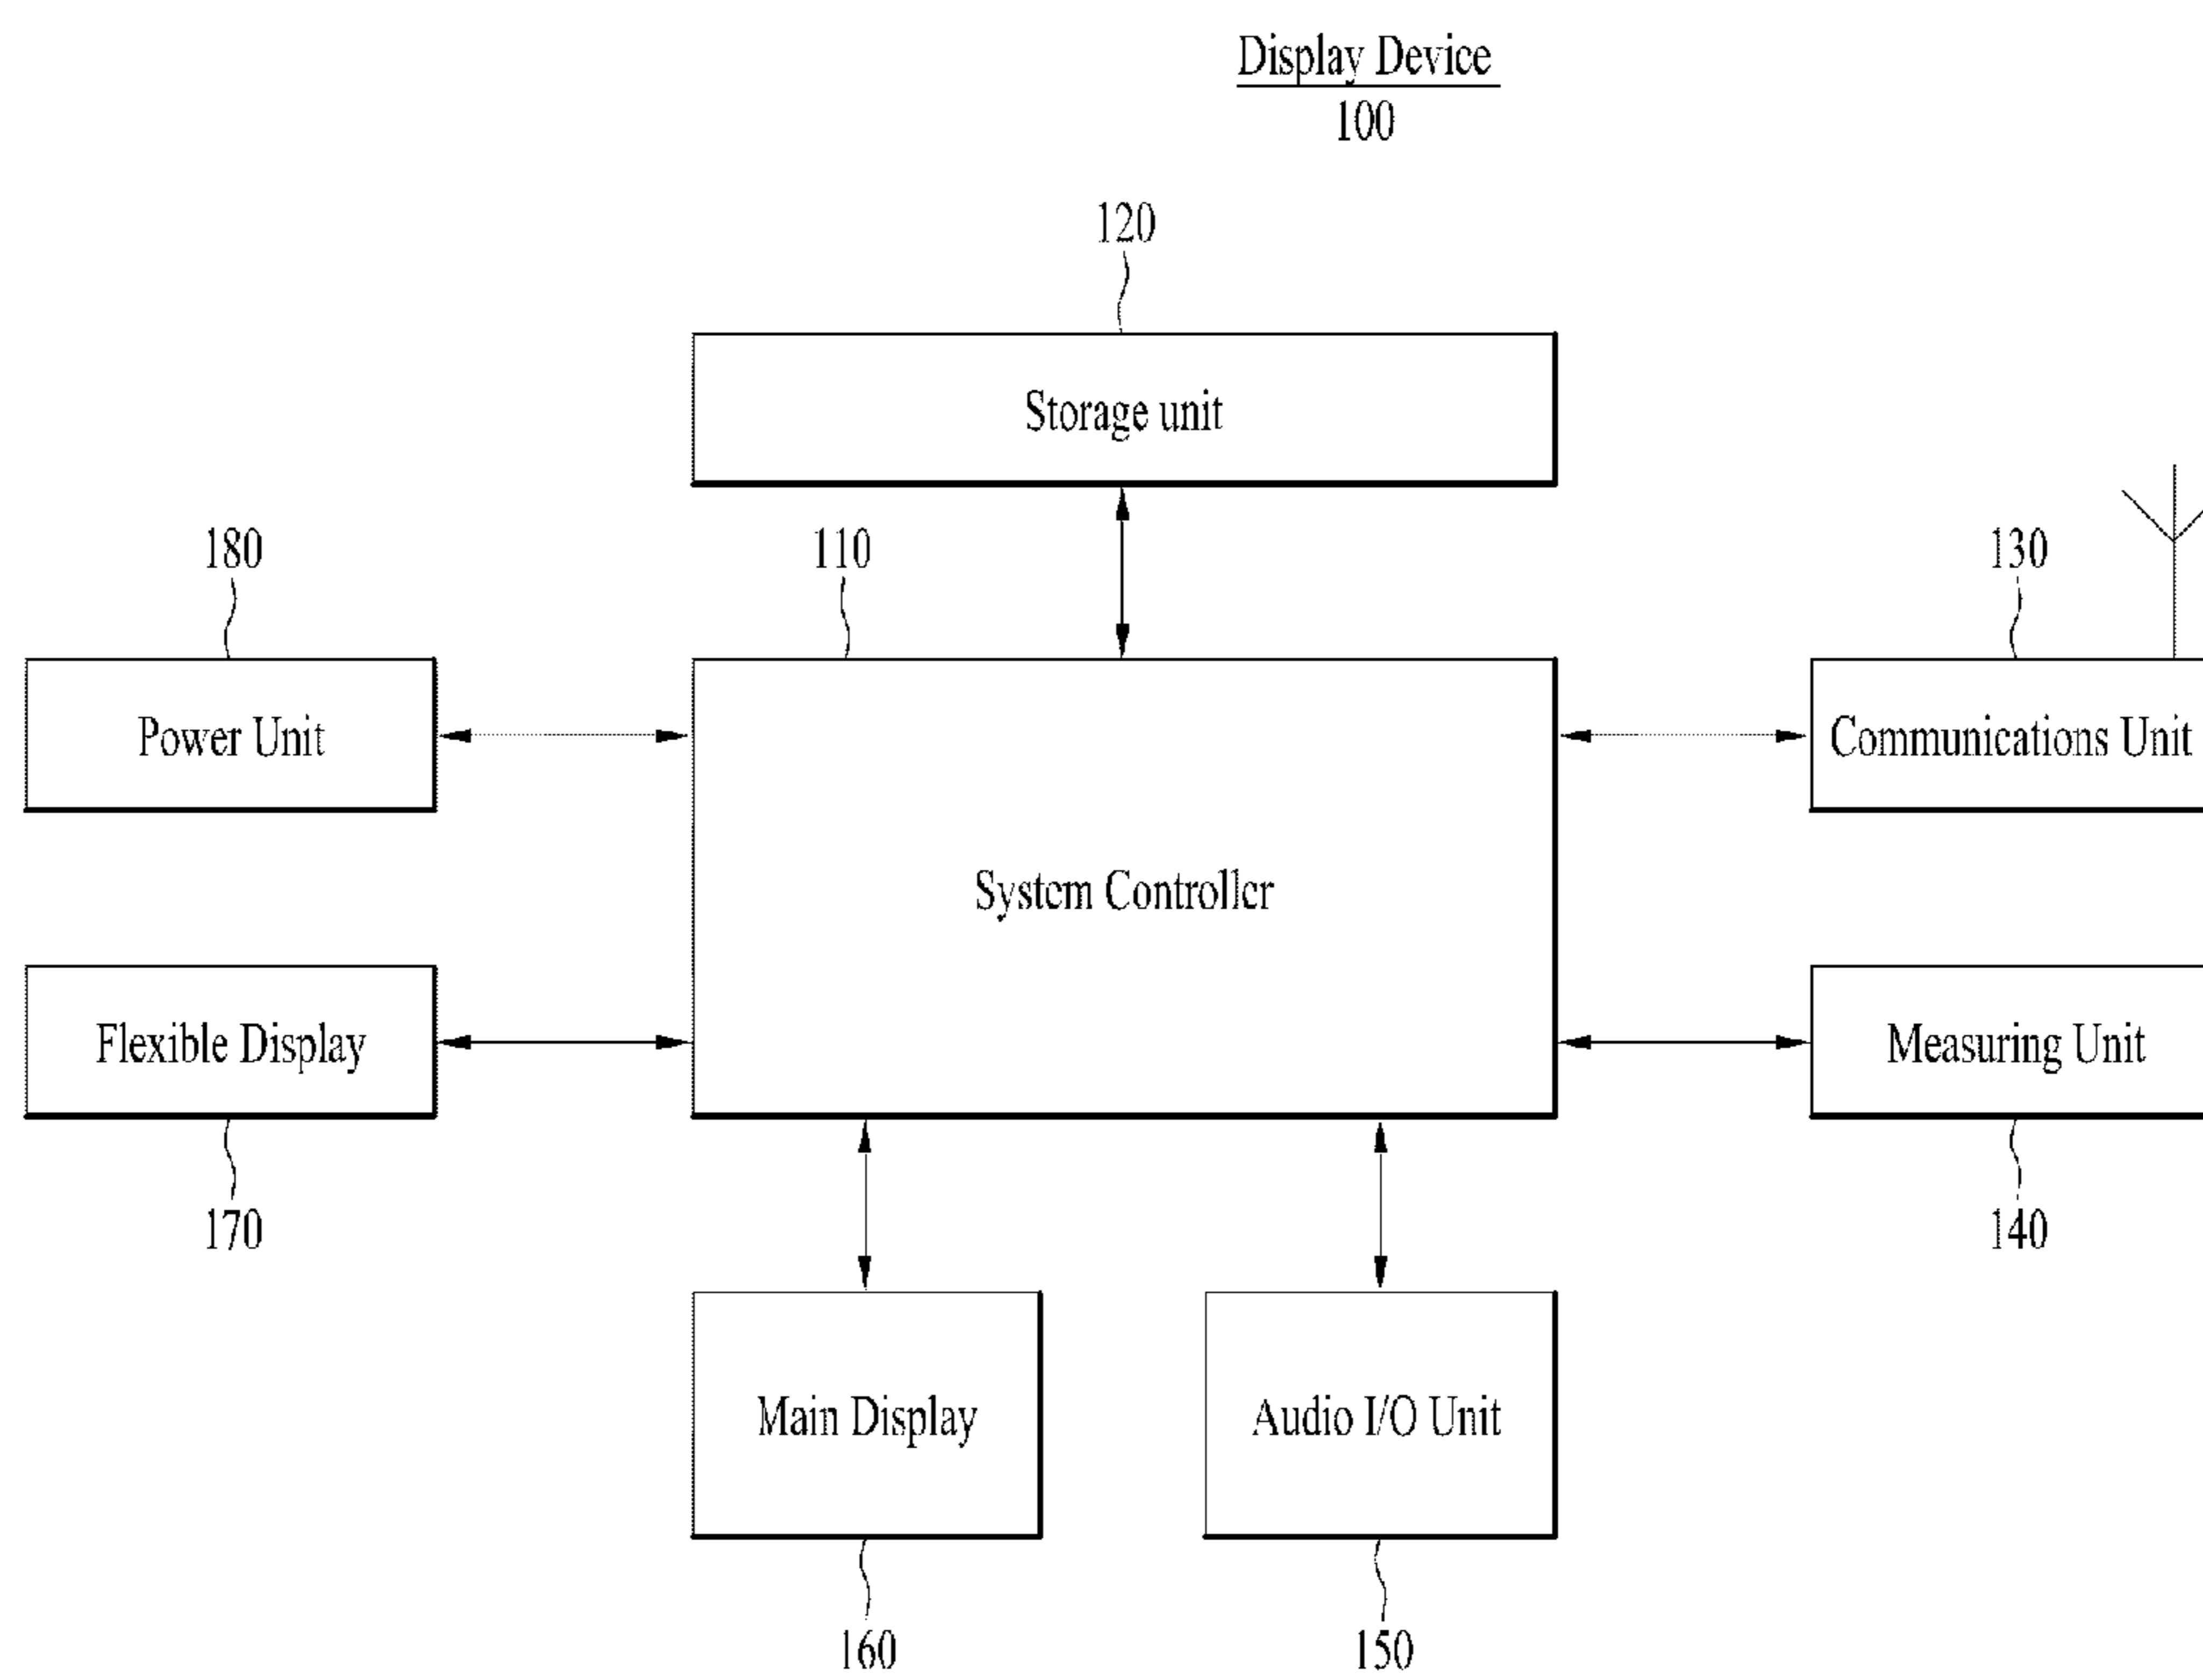 Display Device
100
120
Storage unit
180
110
130
Power Unit
Communications Unit
System Controller
Flexible Display
Measuring Unit
170
140
Main Display
Audio I/O Unit
160
150